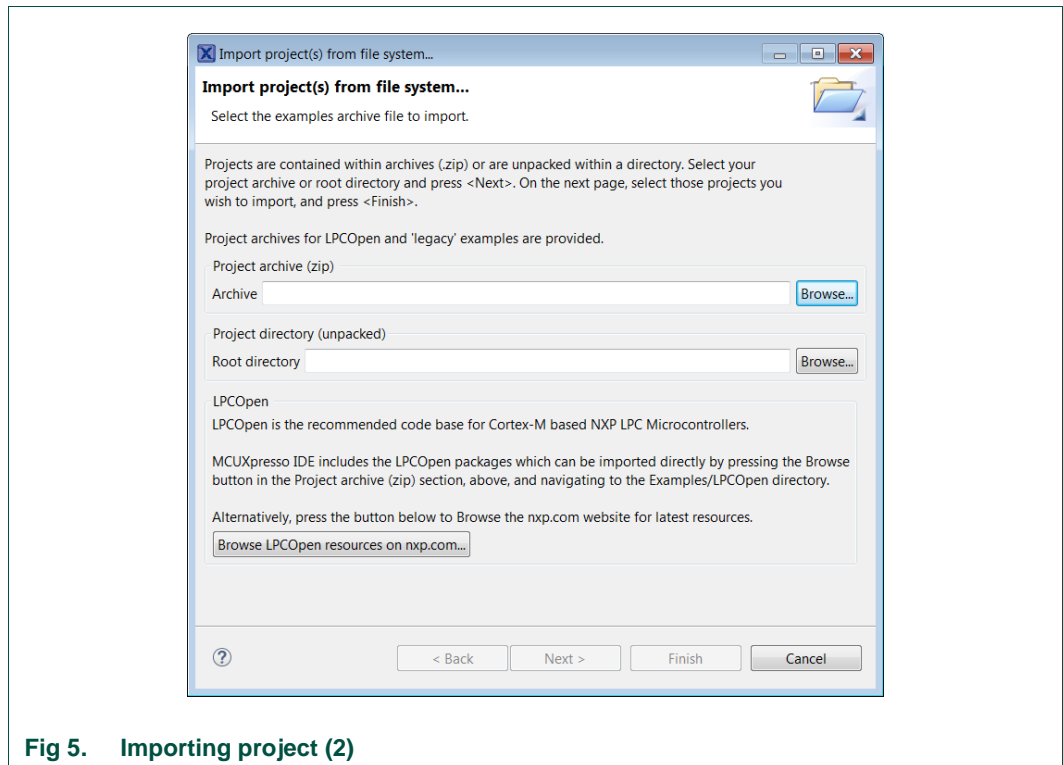 Import project(s) from file system...
Import project(s) from file system...
Select the examples archive file to import.
Projects are contained within archives (.zip) or are unpacked within a directory. Select your
project archive or root directory and press <Next>. On the next page, select those projects you
wish to import, and press <Finish>.
Project archives for LPCOpen and 'legacy' examples are provided.
Project archive (zip)
Archive Browse...
Project directory (unpacked)
Root directory Browse...
LPCOpen
LPCOpen is the recommended code base for Cortex-M based NXP LPC Microcontrollers.
MCUXpresso IDE includes the LPCOpen packages which can be imported directly by pressing the Browse
button in the Project archive (zip) section, above, and navigating to the Examples/LPCOpen directory.
Alternatively, press the button below to Browse the nxp.com website for latest resources.
Browse LPCOpen resources on nxp.com...
? < Back Next > Finish Cancel
Fig 5. Importing project (2)